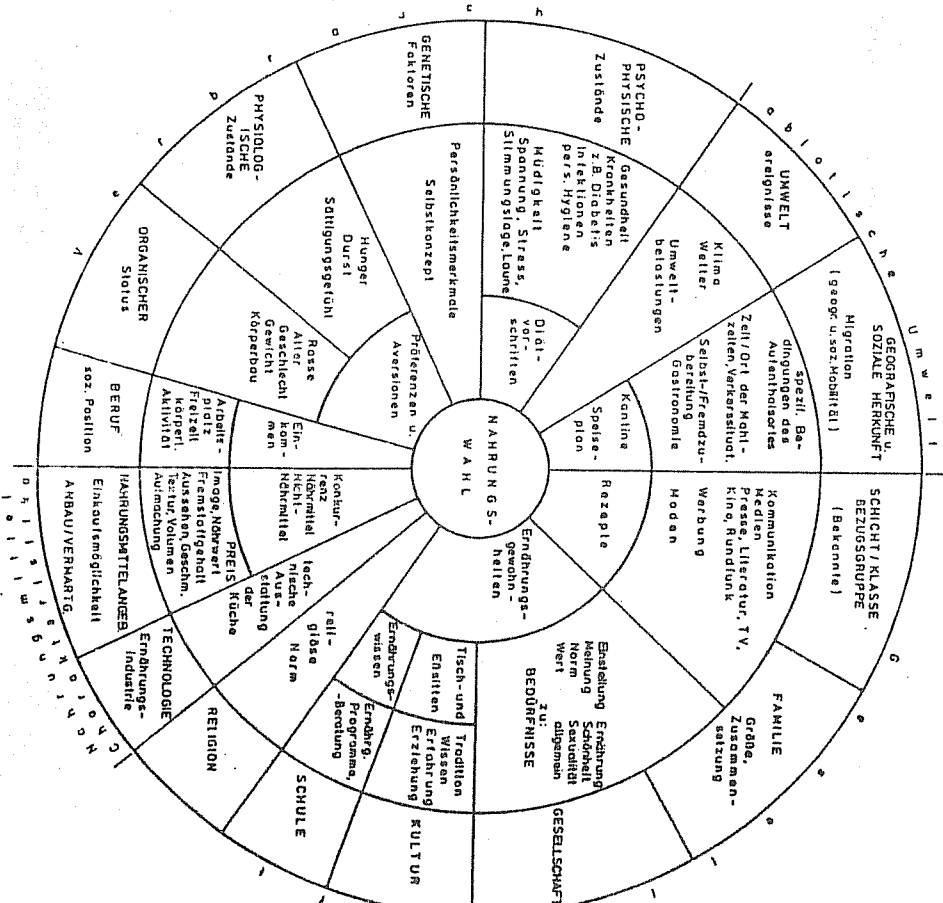 NAHRUNGS-
WAHL
PSYCHO-
PHYSISCHE
Zustände
Gesundheit
Krankheiten
z.B. Diabetis
Infektionen
pers. Hygiene
Müdigkeit
Spannung, Stress,
Stimmungslage, Laune
Diät-
vor-
schriften
abiotische Umwelt
UMWELT
ereignisse
Klima
Wetter
Umwelt-
belastungen
GEOGRAFISCHE u.
SOZIALE HERKUNFT
Migration
(geogr. u. soz. Mobilität)
spezif. Be-
dingungen des
Aufenthaltsortes
Zeit/Ort der Mahl-
zeiten, Verkerssituat.
Selbst-/Fremdzu-
bereitung
Gastronomie
Kantine
Speise-
plan
SCHICHT / KLASSE
BEZUGSGRUPPE
(Bekannte)
Kommunikation
Medien
Presse, Literatur, TV,
Kino, Rundfunk
Werbung
Moden
Rezepte
FAMILIE
Größe,
Zusammen-
setzung
Ernährungs-
gewohn-
heiten
GESELLSCHAFT
Einstellung
Meinung
Norm
Wert
zu:
Ernährung
Schönheit
Sexualität
allgemein
BEDÜRFNISSE
KULTUR
Tradition
Wissen
Erfahrung
Erziehung
Tisch- und
Eßsitten
SCHULE
Ernährg.
Programme,
-Beratung
Ernährungs-
wissen
RELIGION
reli-
giöse
Norm
TECHNOLOGIE
Ernährungs-
industrie
tech-
nische
Aus-
stattung
der
Küche
NAHRUNGSMITTELANGEB.
Einkaufsmöglichkeit
ANBAU/VERMARTG.
PREIS
Image, Nährwert
Fremstoffgehalt
Aussehen, Geschm.
Textur, Volumen
Aufmachung
Konkur-
renz
Nährmittel
Nicht-
Nährmittel
BERUF
soz. Position
Arbeits-
platz
Freizeit
körperl.
Aktivität
Ein-
kom-
men
ORGANISCHER
Status
Rasse
Alter
Geschlecht
Gewicht
Körperbau
PHYSIOLOG-
ISCHE
Zustände
Hunger
Durst
Sättigungsgefühl
Präferenzen u.
Aversionen
GENETISCHE
Faktoren
Persönlichkeitsmerkmale
Selbstkonzept